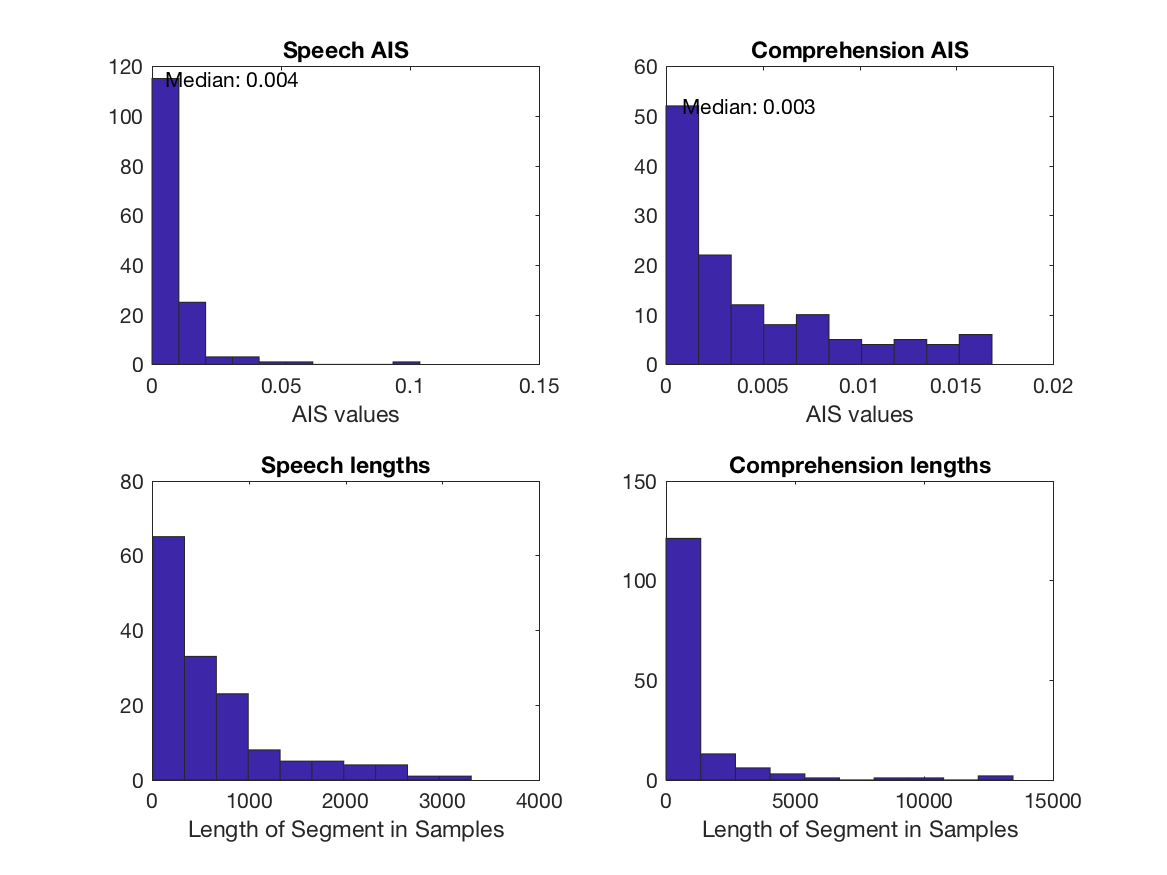 Speech AIS
Median: 0.004
120
100
80
60
40
20
0
0 0.05 0.1 0.15
AIS values
Comprehension AIS
Median: 0.003
60
50
40
30
20
10
0
0 0.005 0.01 0.015 0.02
AIS values
Speech lengths
80
60
40
20
0
0 1000 2000 3000 4000
Length of Segment in Samples
Comprehension lengths
150
100
50
0
0 5000 10000 15000
Length of Segment in Samples